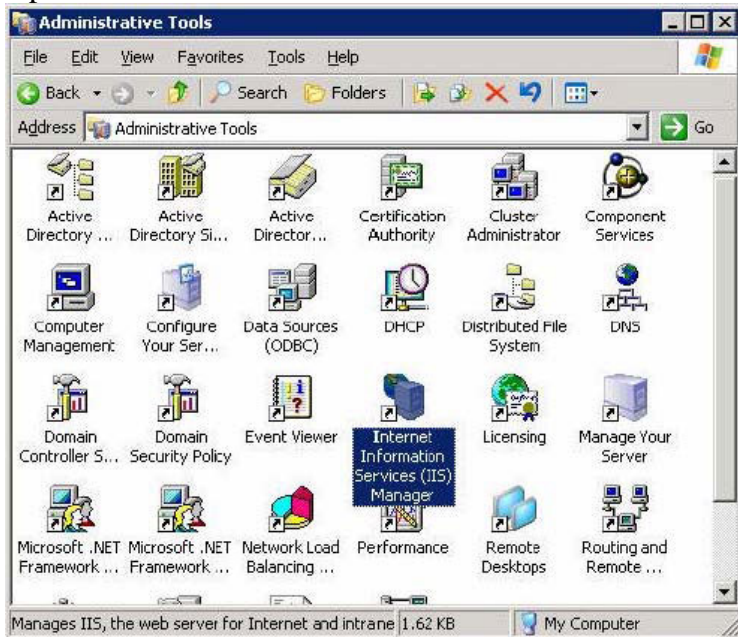 Administrative Tools
File Edit View Favorites Tools Help
Back Search Folders
Address Administrative Tools Go
Active Directory ...
Active Directory Si...
Active Director...
Certification Authority
Cluster Administrator
Component Services
Computer Management
Configure Your Ser...
Data Sources (ODBC)
DHCP
Distributed File System
DNS
Domain Controller S...
Domain Security Policy
Event Viewer
Internet Information Services (IIS) Manager
Licensing
Manage Your Server
Microsoft .NET Framework ...
Microsoft .NET Framework ...
Network Load Balancing ...
Performance
Remote Desktops
Routing and Remote ...
Manages IIS, the web server for Internet and intrane 1.62 KB My Computer